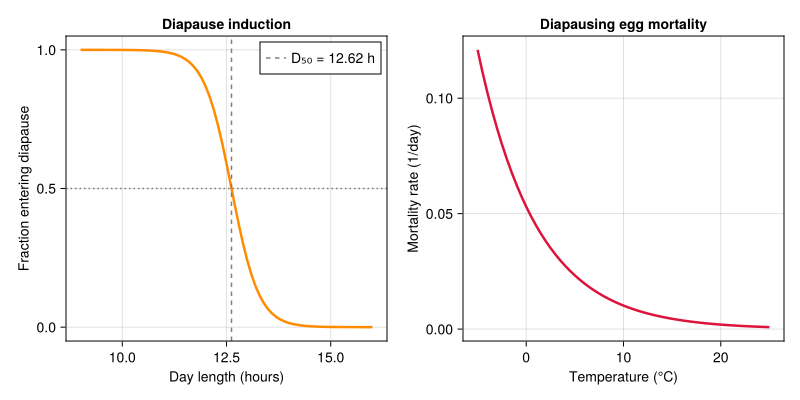 Diapause induction
Fraction entering diapause
1.0
0.5
0.0
D₅₀ = 12.62 h
10.0
12.5
15.0
Day length (hours)
Diapausing egg mortality
Mortality rate (1/day)
0.10
0.05
0.00
0
10
20
Temperature (°C)